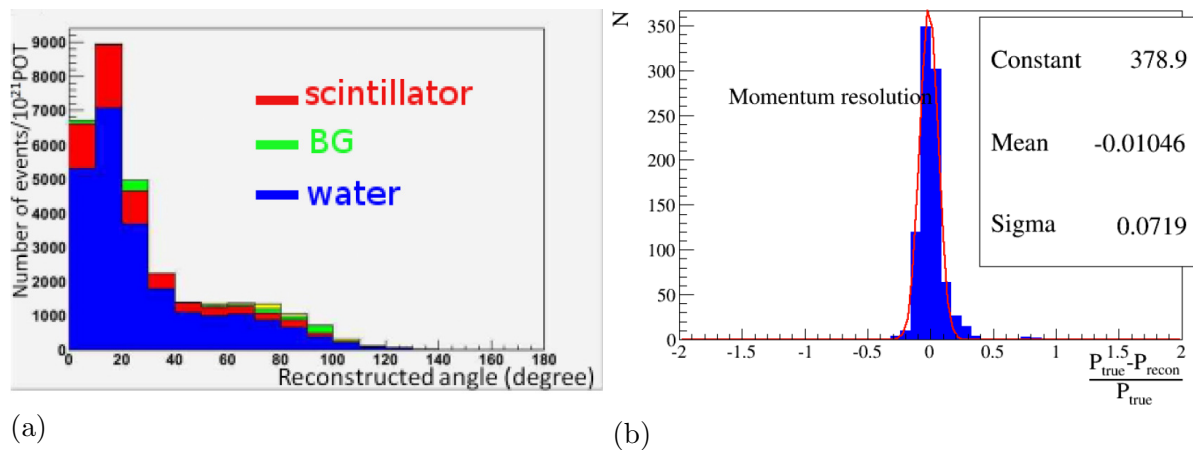 Number of events/10²¹POT
9000
8000
7000
6000
5000
4000
3000
2000
1000
0
scintillator
BG
water
0 20 40 60 80 100 120 140 160 180
Reconstructed angle (degree)
(a)
N
350
300
250
200
150
100
50
0
Momentum resolution
Constant 378.9
Mean -0.01046
Sigma 0.0719
-2 -1.5 -1 -0.5 0 0.5 1 1.5 2
P_true-P_recon
P_true
(b)